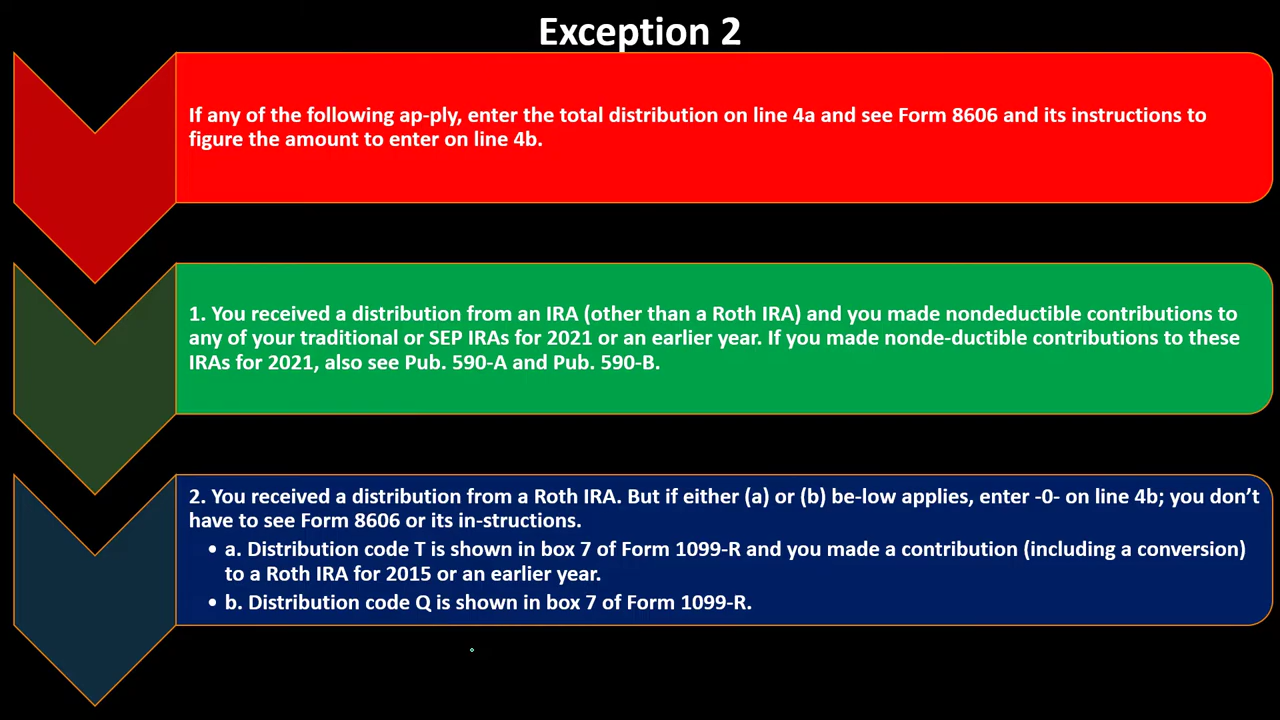 Exception 2
If any of the following ap-ply, enter the total distribution on line 4a and see Form 8606 and its instructions to
figure the amount to enter on line 4b.
1. You received a distribution from an IRA (other than a Roth IRA) and you made nondeductible contributions to
any of your traditional or SEP IRAs for 2021 or an earlier year. If you made nonde-ductible contributions to these
IRAs for 2021, also see Pub. 590-A and Pub. 590-B.
2. You received a distribution from a Roth IRA. But if either (a) or (b) be-low applies, enter -0- on line 4b; you don’t
have to see Form 8606 or its in-structions.
• a. Distribution code T is shown in box 7 of Form 1099-R and you made a contribution (including a conversion)
to a Roth IRA for 2015 or an earlier year.
• b. Distribution code Q is shown in box 7 of Form 1099-R.